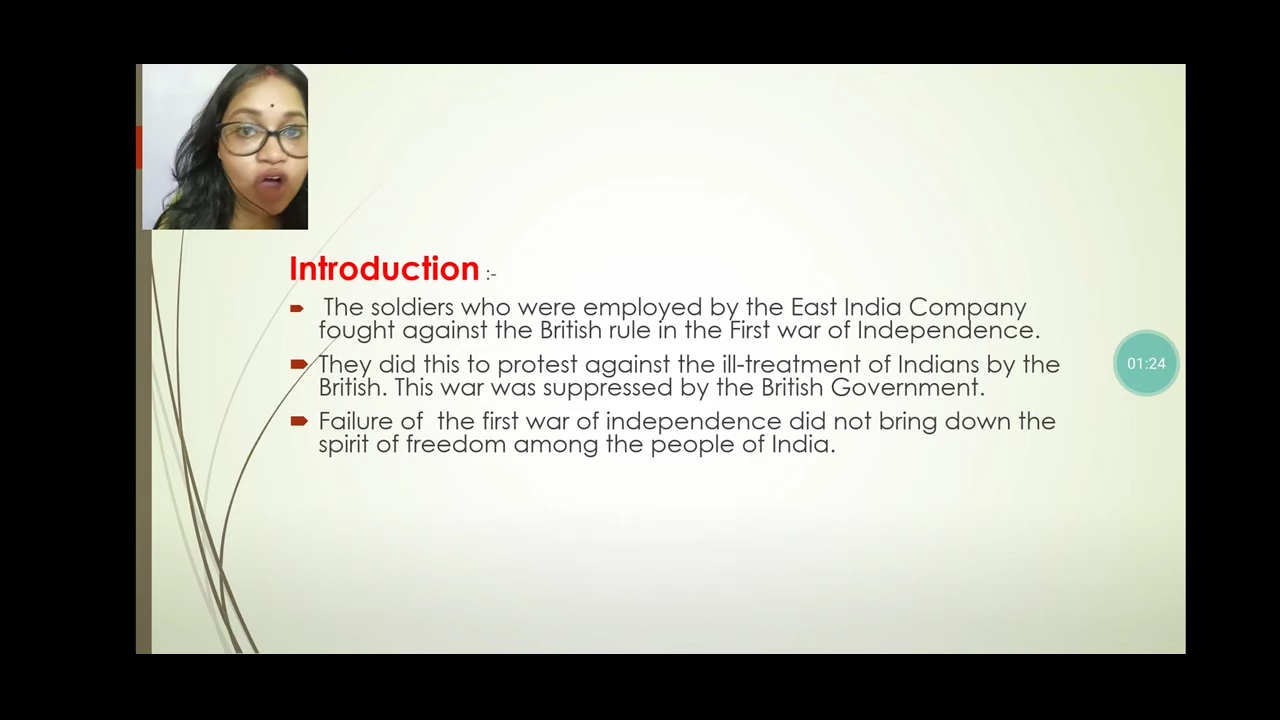 Introduction :-
The soldiers who were employed by the East India Company
fought against the British rule in the First war of Independence.
They did this to protest against the ill-treatment of Indians by the
British. This war was suppressed by the British Government.
Failure of  the first war of independence did not bring down the
spirit of freedom among the people of India.
01:24